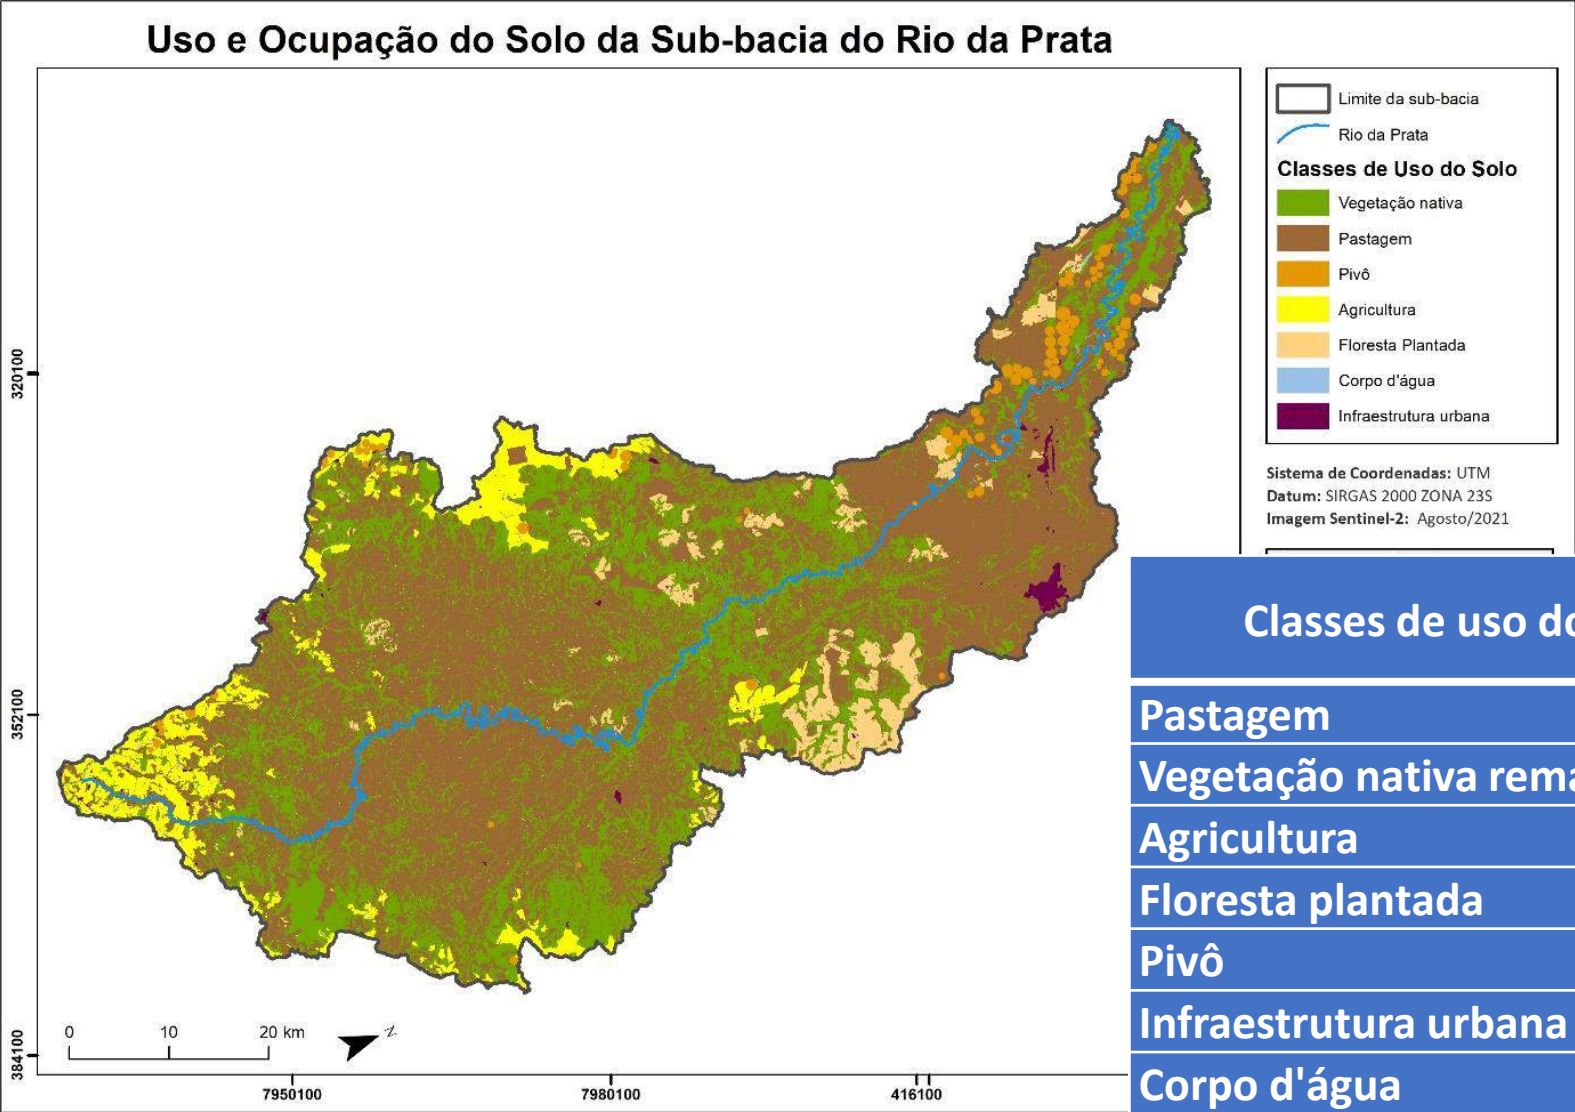 Uso e Ocupação do Solo da Sub-bacia do Rio da Prata
Limite da sub-bacia
Rio da Prata
Classes de Uso do Solo
Vegetação nativa
Pastagem
Pivô
Agricultura
Floresta Plantada
Corpo d'água
Infraestrutura urbana
Sistema de Coordenadas: UTM
Datum: SIRGAS 2000 ZONA 23S
Imagem Sentinel-2: Agosto/2021
320100
352100
384100
0 10 20 km
N
7950100 7980100 416100
Classes de uso do
Pastagem
Vegetação nativa rema
Agricultura
Floresta plantada
Pivô
Infraestrutura urbana
Corpo d'água